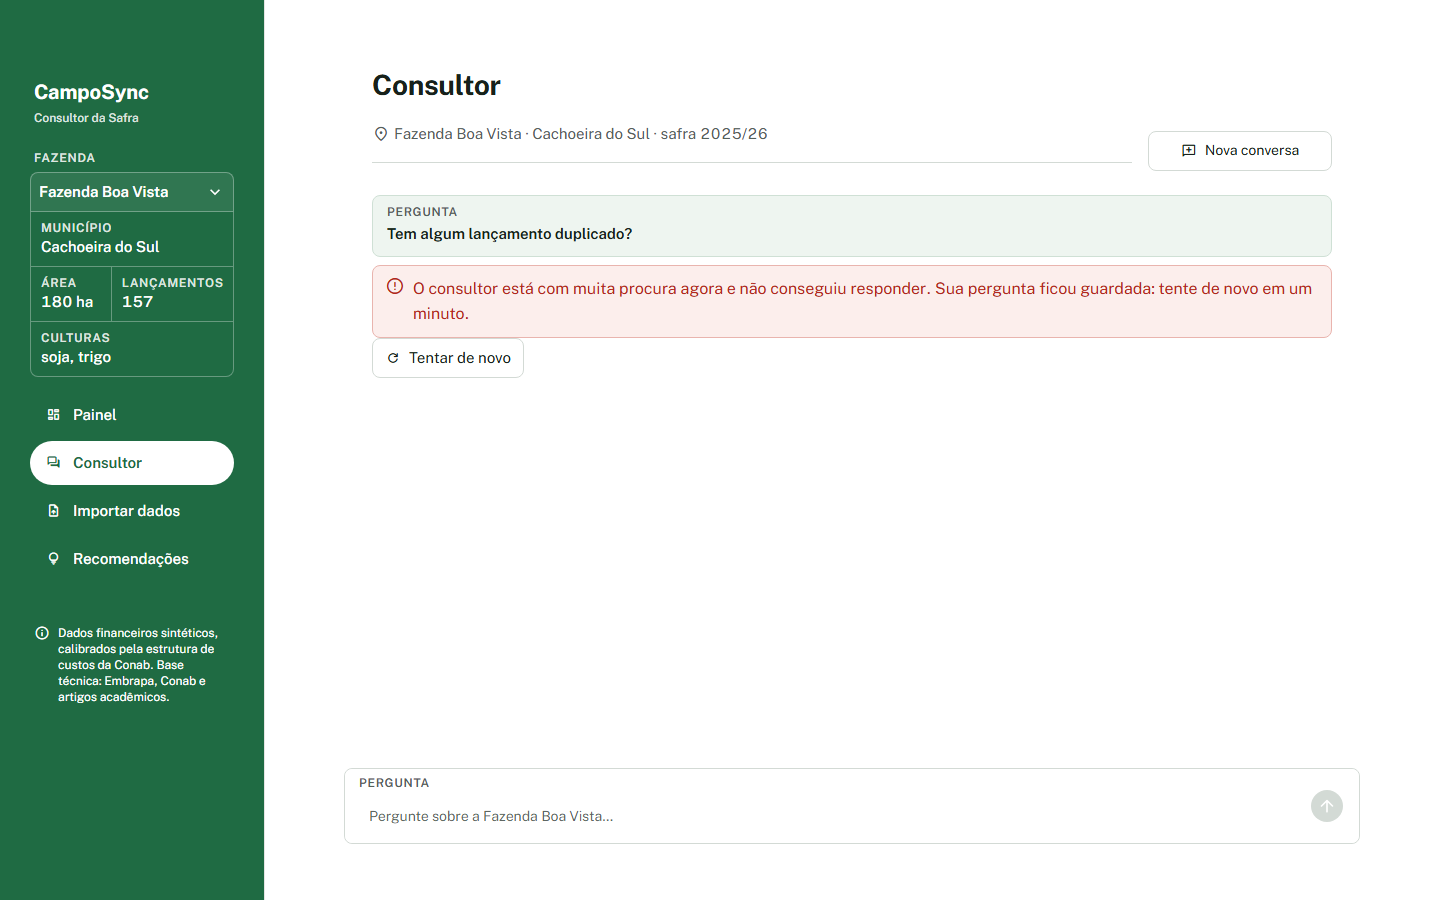 CampoSync
Consultor da Safra
FAZENDA
Fazenda Boa Vista
MUNICÍPIO
Cachoeira do Sul
ÁREA
180 ha
LANÇAMENTOS
157
CULTURAS
soja, trigo
Painel
Consultor
Importar dados
Recomendações
Dados financeiros sintéticos,
calibrados pela estrutura de
custos da Conab. Base
técnica: Embrapa, Conab e
artigos acadêmicos.
Consultor
Fazenda Boa Vista · Cachoeira do Sul · safra 2025/26
Nova conversa
PERGUNTA
Tem algum lançamento duplicado?
O consultor está com muita procura agora e não conseguiu responder. Sua pergunta ficou guardada: tente de novo em um
minuto.
Tentar de novo
PERGUNTA
Pergunte sobre a Fazenda Boa Vista...